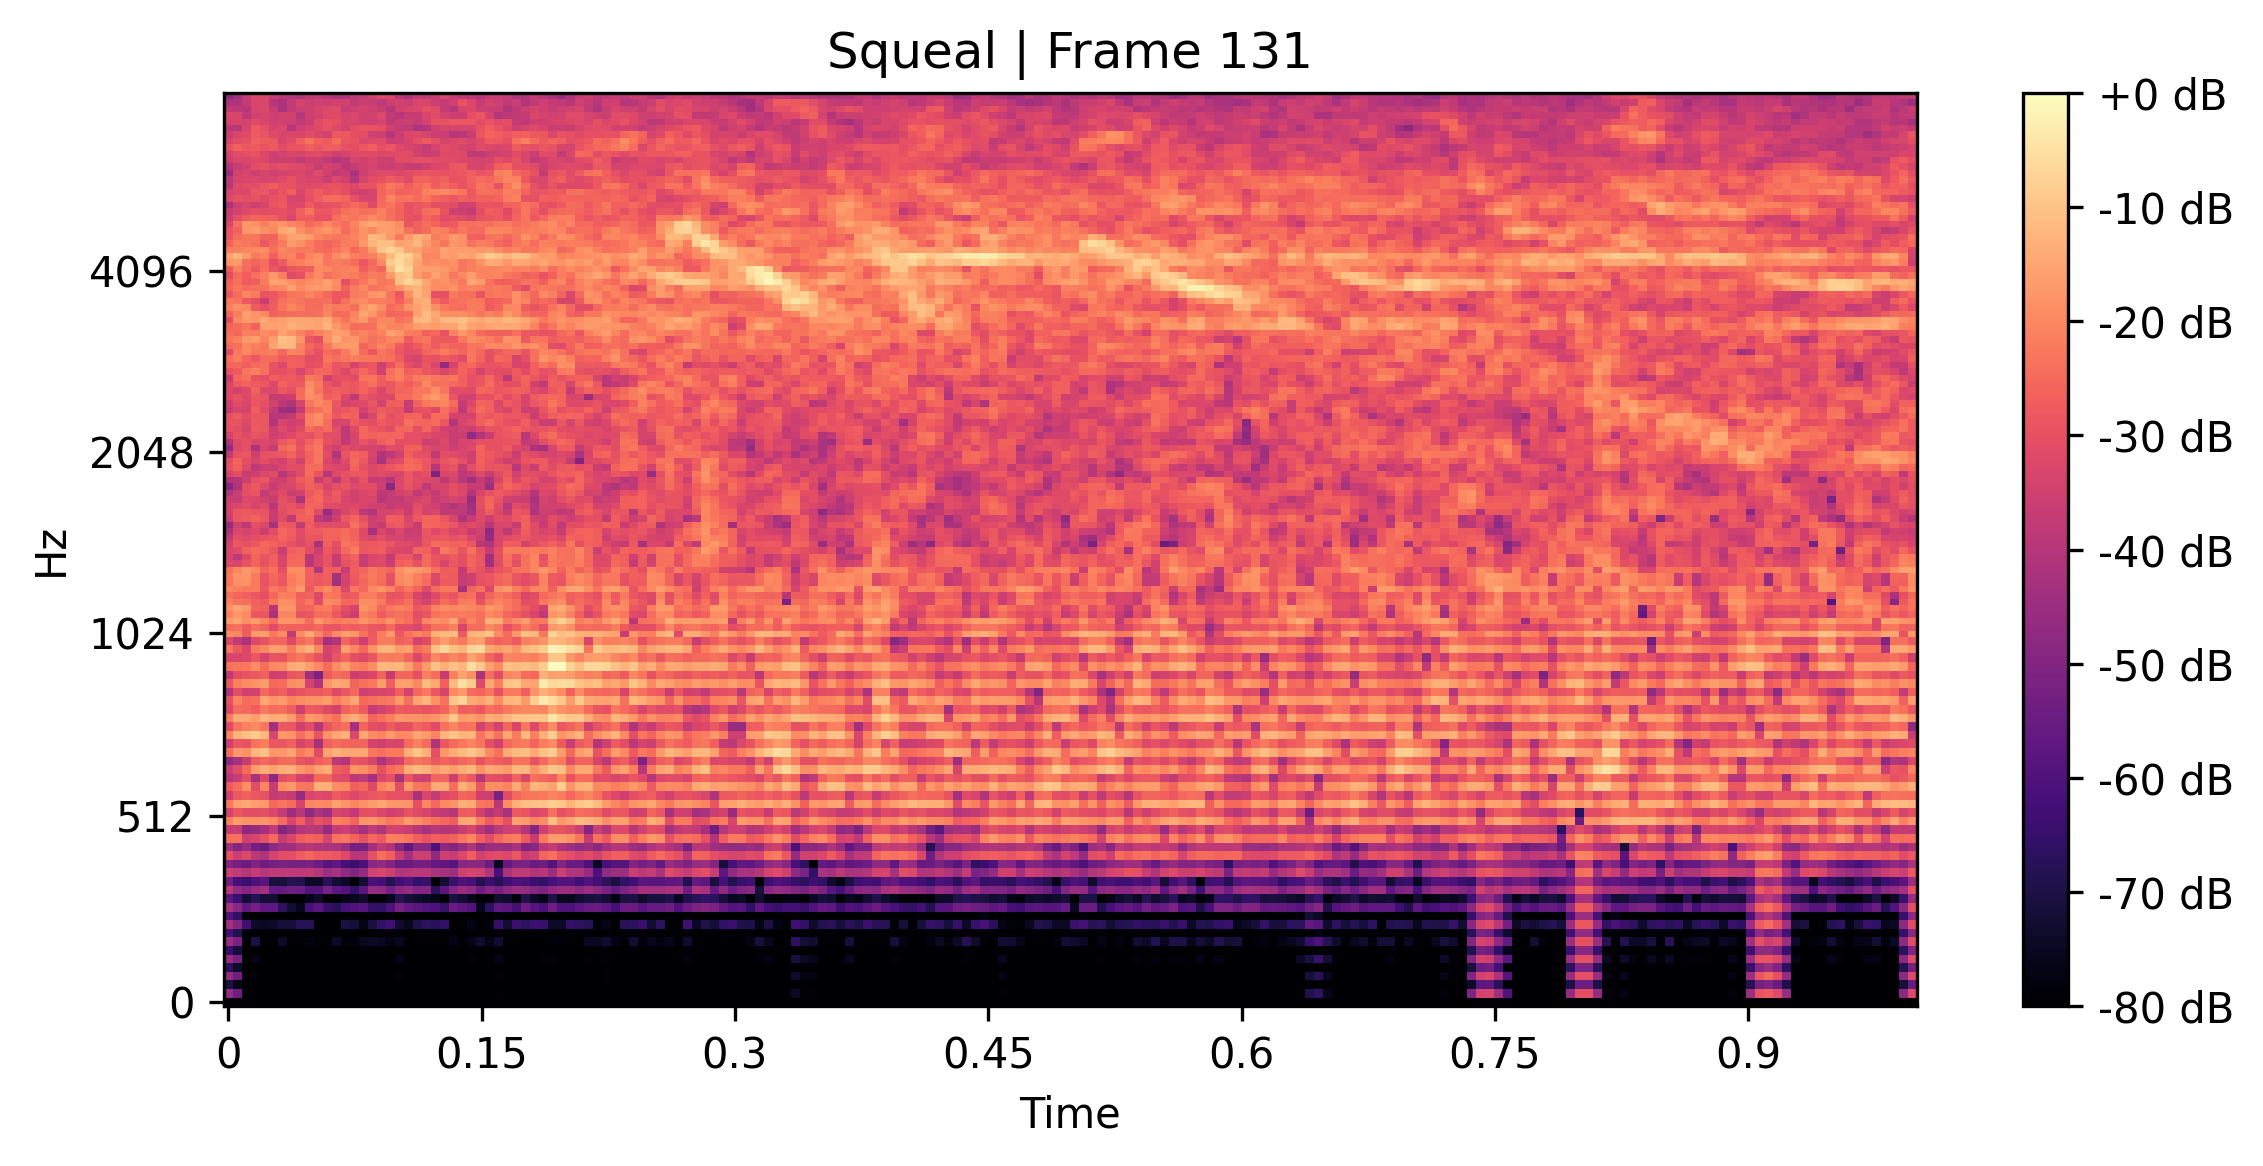 Squeal | Frame 131
+0 dB
-10 dB
-20 dB
-30 dB
-40 dB
-50 dB
-60 dB
-70 dB
-80 dB
Hz
4096
2048
1024
512
0
0 0.15 0.3 0.45 0.6 0.75 0.9
Time